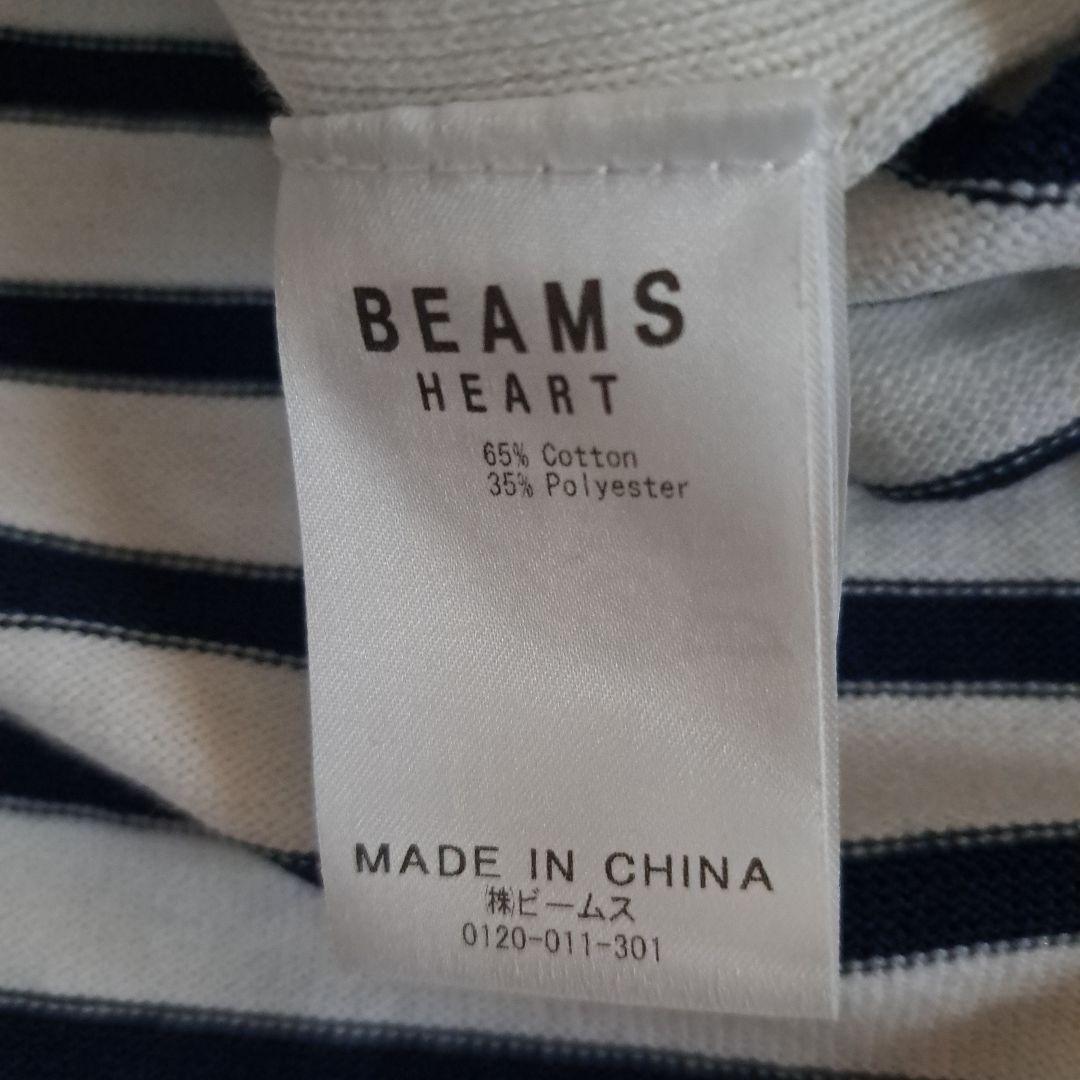 BEAMS
HEART
65% Cotton
35% Polyester
MADE IN CHINA
㈱ビームス
0120-011-301